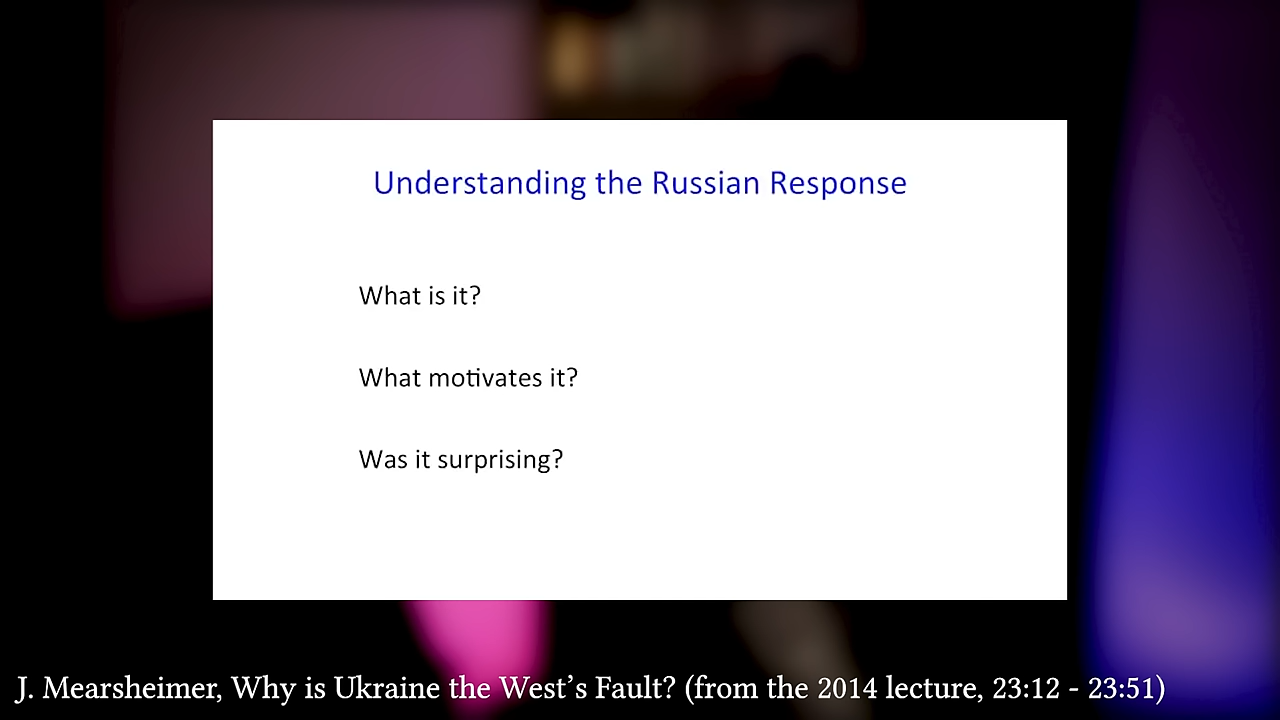 Understanding the Russian Response
What is it?
What motivates it?
Was it surprising?
J. Mearsheimer, Why is Ukraine the West’s Fault? (from the 2014 lecture, 23:12 - 23:51)